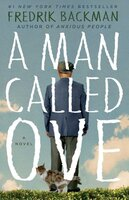 #1 NEW YORK TIMES BESTSELLER
FREDRIK BACKMAN
AUTHOR OF ANXIOUS PEOPLE
A MAN
CALLED
OVE
A NOVEL